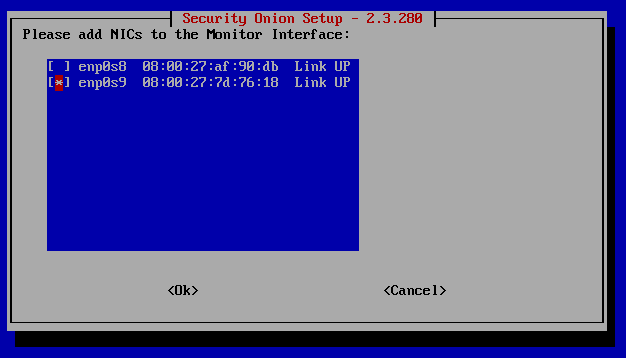 Security Onion Setup - 2.3.280
Please add NICs to the Monitor Interface:
[ ] enp0s8 08:00:27:af:90:db Link UP
[*] enp0s9 08:00:27:7d:76:18 Link UP
<Ok> <Cancel>